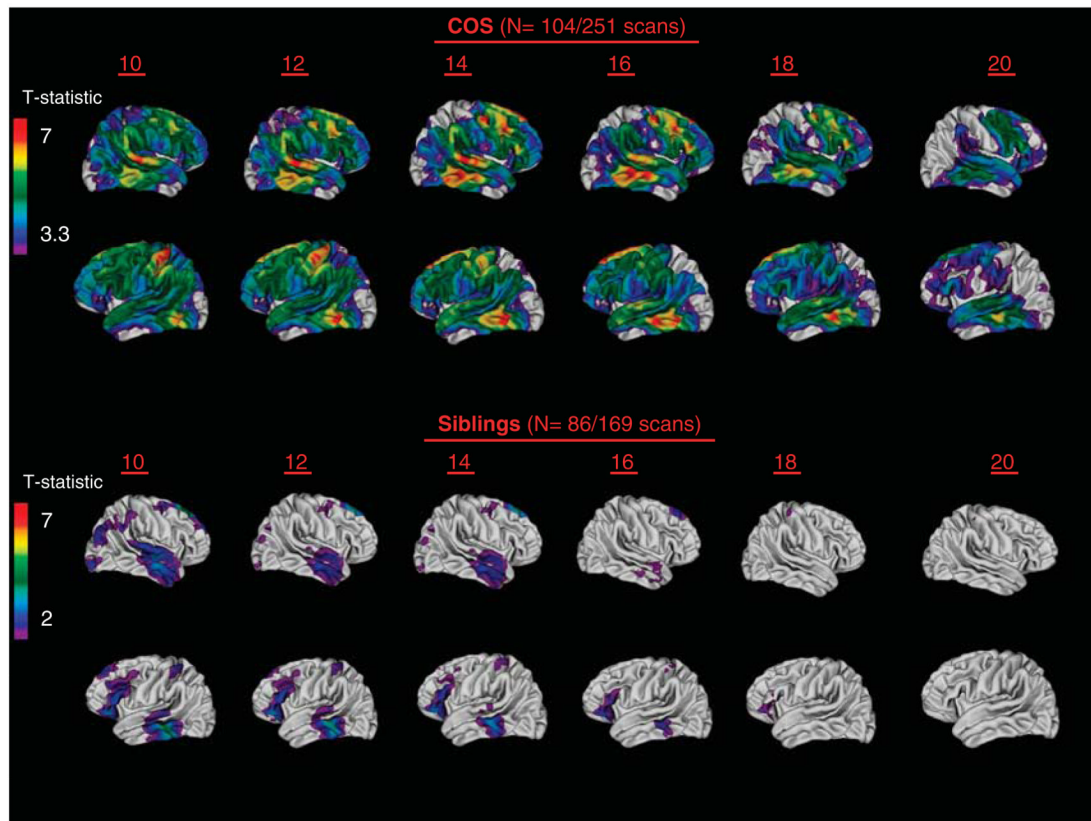 COS (N= 104/251 scans)
10 12 14 16 18 20
T-statistic
7
3.3
Siblings (N= 86/169 scans)
10 12 14 16 18 20
T-statistic
7
2